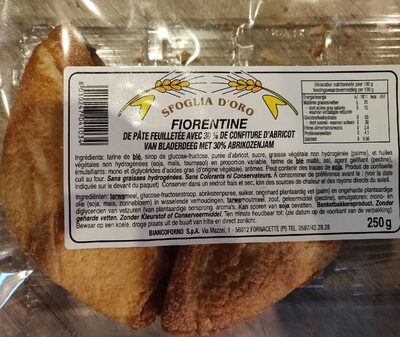 SFOGLIA D'ORO
FIORENTINE
DE PÂTE FEUILLETÉE AVEC 30 % DE CONFITURE D'ABRICOT
VAN BLADERDEEG MET 30% ABRIKOZENJAM
Ingrédients: farine de blé, sirop de glucose-fructose, purée d'abricot, sucre, graisse végétale non hydrogénée (palme), et huiles
végétales non hydrogénées (soja, maïs, tournesol) en proportion variable, farine de blé malté, sel, agent gélifiant (pectine),
émulsifiants: mono et diglycérides d'acides gras (d'origine végétale), arômes. Peut contenir des traces de soja. Produit de confiserie
cuit au four. Sans graisses hydrogénées. Sans Colorants ni Conservateurs. À consommer de préférence avant le : (voir la date
indiquée sur le devant du paquet). Conserver dans un endroit frais et sec, loin des sources de chaleur et des rayons directs du soleil.
Ingrediënten: tarwemeel, glucose-fructosestroop, abrikozenpuree, suiker, ongehard plantaardig vet (palm) en ongeharde plantaardige
olie (soja, maïs, zonnebloem) in wisselende verhoudingen, tarwemoutmeel, zout, geleermiddel (pectine), emulgatoren: mono- en
diglyceriden van vetzuren (van plantaardige oorsprong), aroma's. Kan sporen van soja bevatten. Banketbakkersproduct. Zonder
geharde vetten. Zonder Kleurstof of Conserveermiddel. Ten minste houdbaar tot: (zie datum op de voorkant van de verpakking).
Bewaar op een koele, droge plaats uit de buurt van hitte en direct zonlicht.
BIANCOFORNO S.p.A. Via Mazzei, 1 - 56012 FORNACETTE (PI) TEL. 0587/42.28.28
250 g
Déclaration nutritionnelle pour 100 g
Voedingswaardevermelding per 100 g